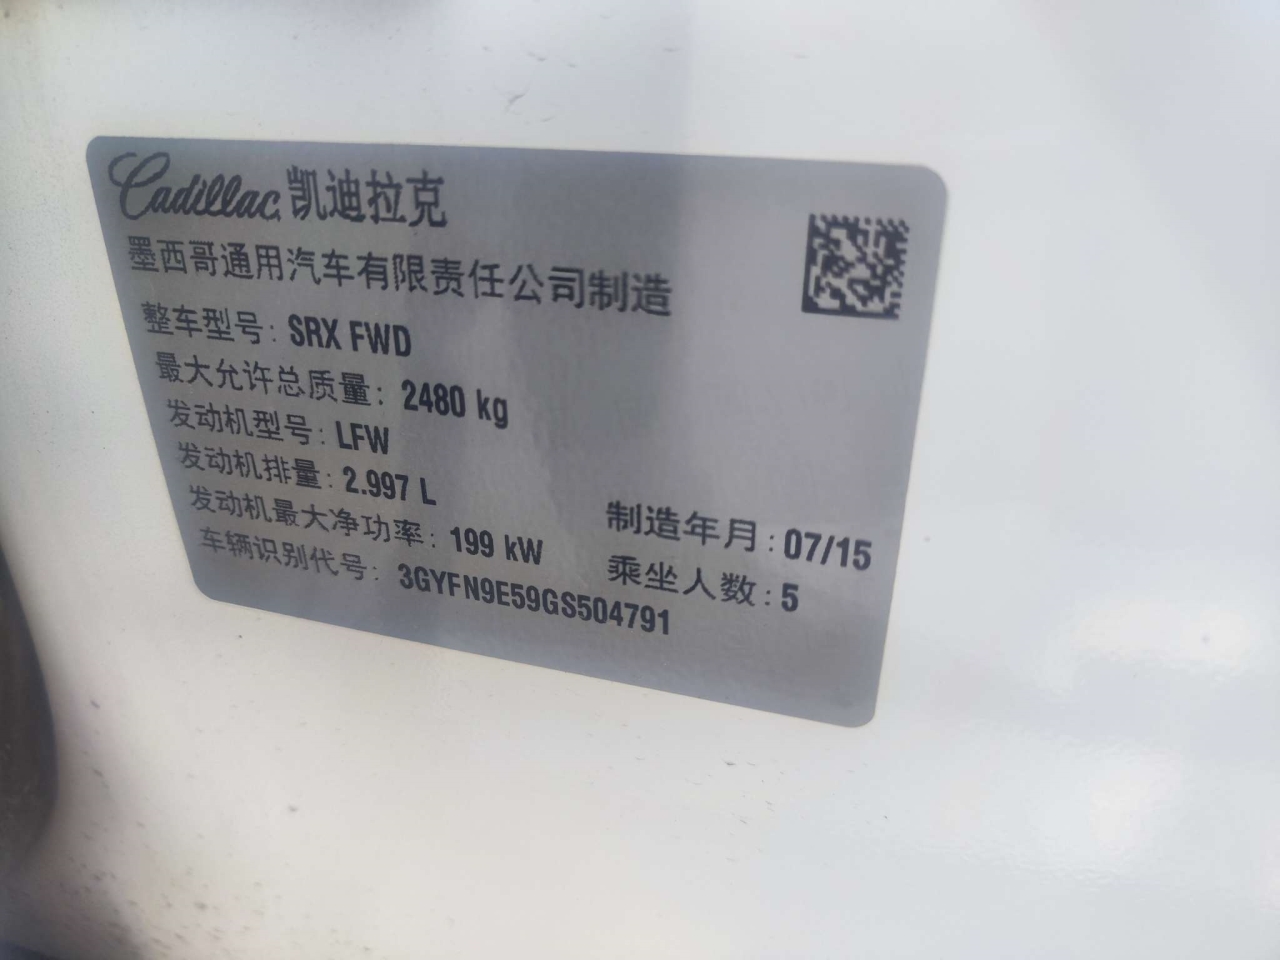 Cadillac 凯迪拉克
墨西哥通用汽车有限责任公司制造
整车型号: SRX FWD
最大允许总质量: 2480 kg
发动机型号: LFW
发动机排量: 2.997 L
发动机最大净功率: 199 kW
车辆识别代号: 3GYFN9E59GS504791
制造年月: 07/15
乘坐人数: 5